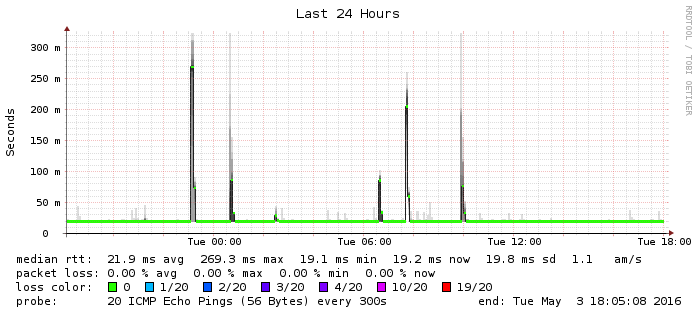 Last 24 Hours
RRDTOOL / TOBI OETIKER
Seconds
300 m
250 m
200 m
150 m
100 m
50 m
0
Tue 00:00 Tue 06:00 Tue 12:00 Tue 18:00
median rtt: 21.9 ms avg 269.3 ms max 19.1 ms min 19.2 ms now 19.8 ms sd 1.1 am/s
packet loss: 0.00 % avg 0.00 % max 0.00 % min 0.00 % now
loss color: 0 1/20 2/20 3/20 4/20 10/20 19/20
probe: 20 ICMP Echo Pings (56 Bytes) every 300s end: Tue May 3 18:05:08 2016